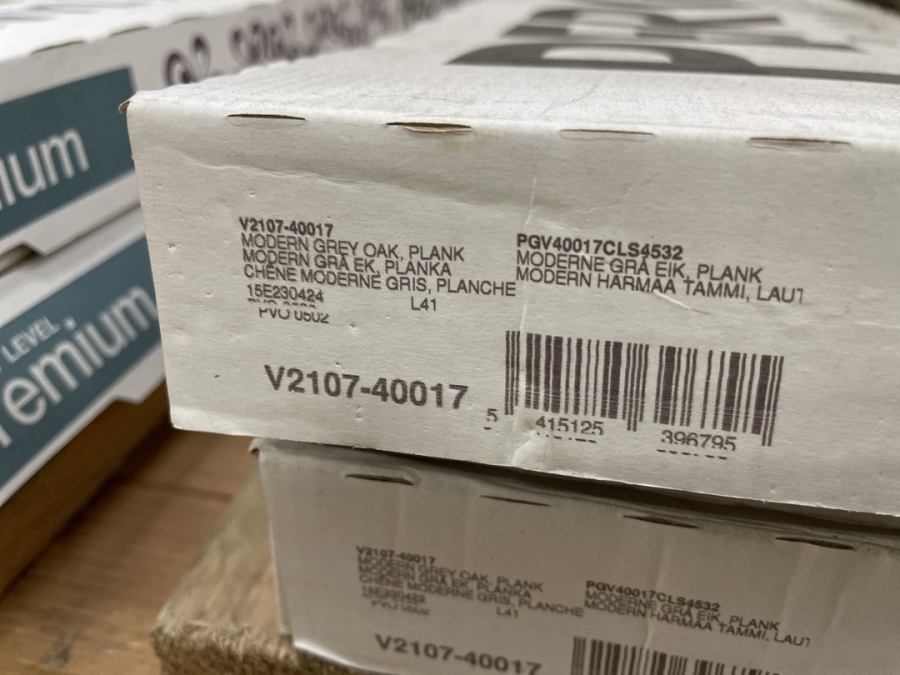 ium
LEVEL
remium
V2107-40017
MODERN GREY OAK, PLANK
MODERN GRÅ EK, PLANKA
CHÊNE MODERNE GRIS, PLANCHE
15E230424 L41
PVO 0502
PGV40017CLS4532
MODERNE GRÅ EIK, PLANK
MODERN HARMAA TAMMI, LAUT
V2107-40017
5 415125 396795
V2107-40017
MODERN GREY OAK, PLANK
MODERN GRÅ EK, PLANKA
CHÊNE MODERNE GRIS, PLANCHE
L41
PGV40017CLS4532
MODERNE GRÅ EIK, PLANK
MODERN HARMAA TAMMI, LAUT
V2107-40017